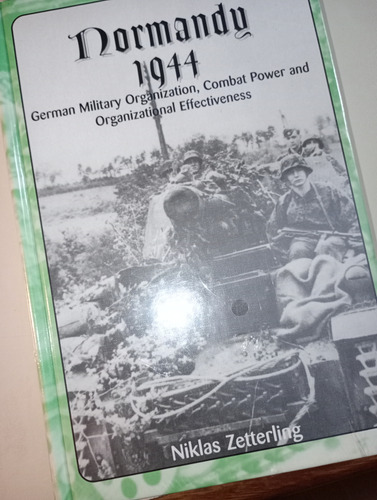 Normandy
1944
German Military Organization, Combat Power and
Organizational Effectiveness
Niklas Zetterling